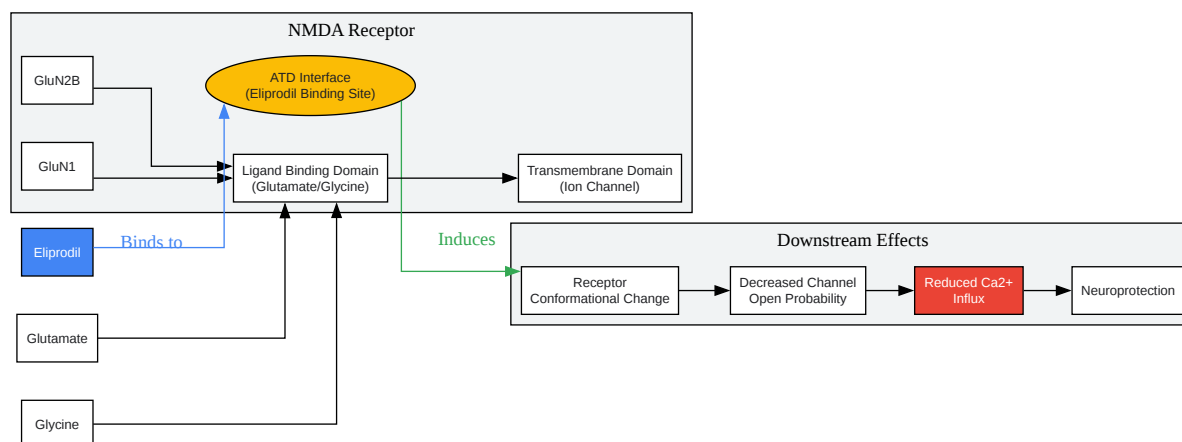 NMDA Receptor
GluN2B
ATD Interface
(Eliprodil Binding Site)
GluN1
Ligand Binding Domain
(Glutamate/Glycine)
Transmembrane Domain
(Ion Channel)
Eliprodil
Binds to
Induces
Downstream Effects
Receptor
Conformational Change
Decreased Channel
Open Probability
Reduced Ca2+
Influx
Neuroprotection
Glutamate
Glycine